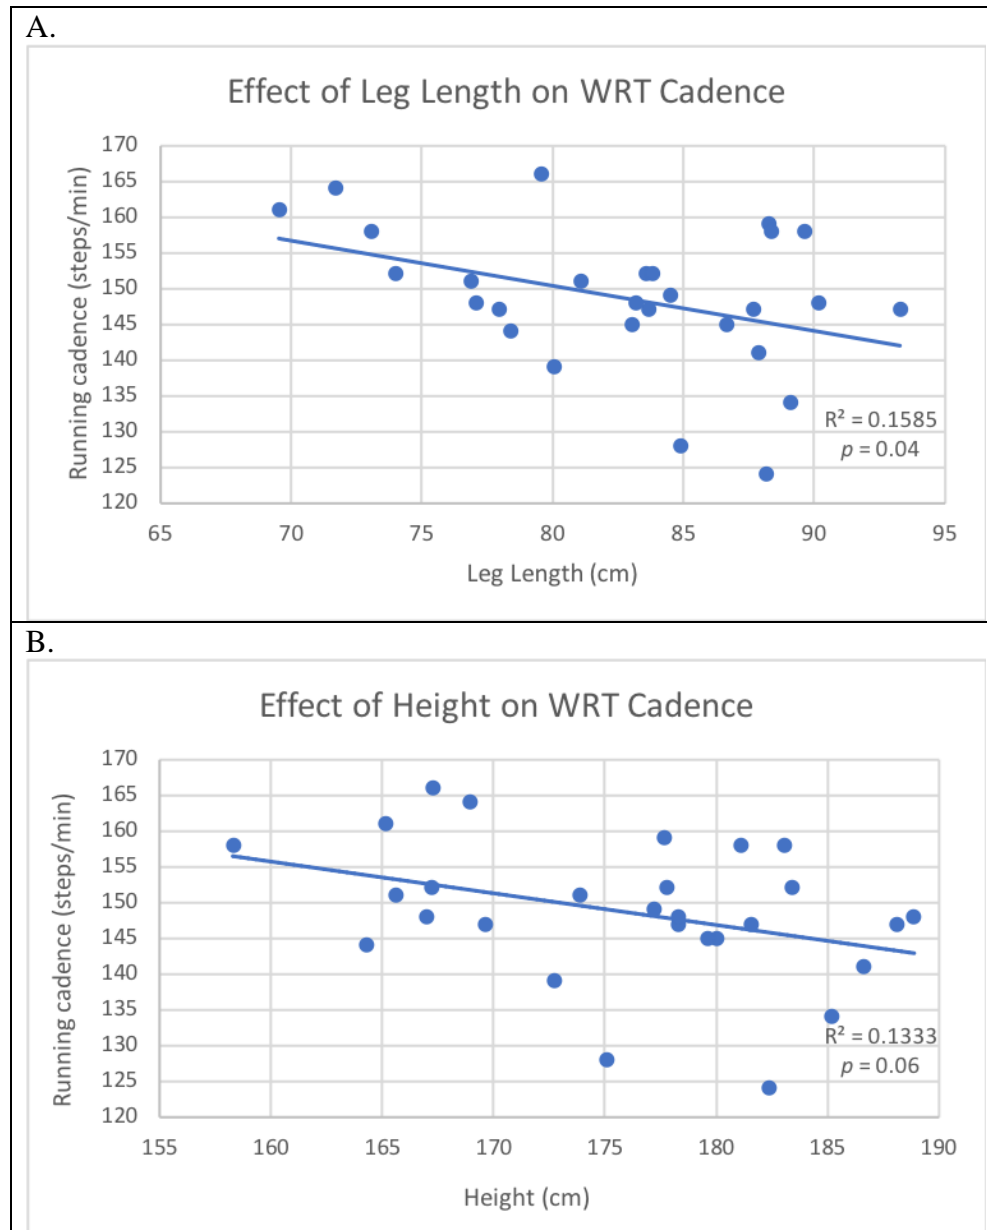 A.
Effect of Leg Length on WRT Cadence
170
165
160
155
150
145
140
135
130
125
120
Running cadence (steps/min)
R² = 0.1585
p = 0.04
65 70 75 80 85 90 95
Leg Length (cm)
B.
Effect of Height on WRT Cadence
170
165
160
155
150
145
140
135
130
125
120
Running cadence (steps/min)
R² = 0.1333
p = 0.06
155 160 165 170 175 180 185 190
Height (cm)